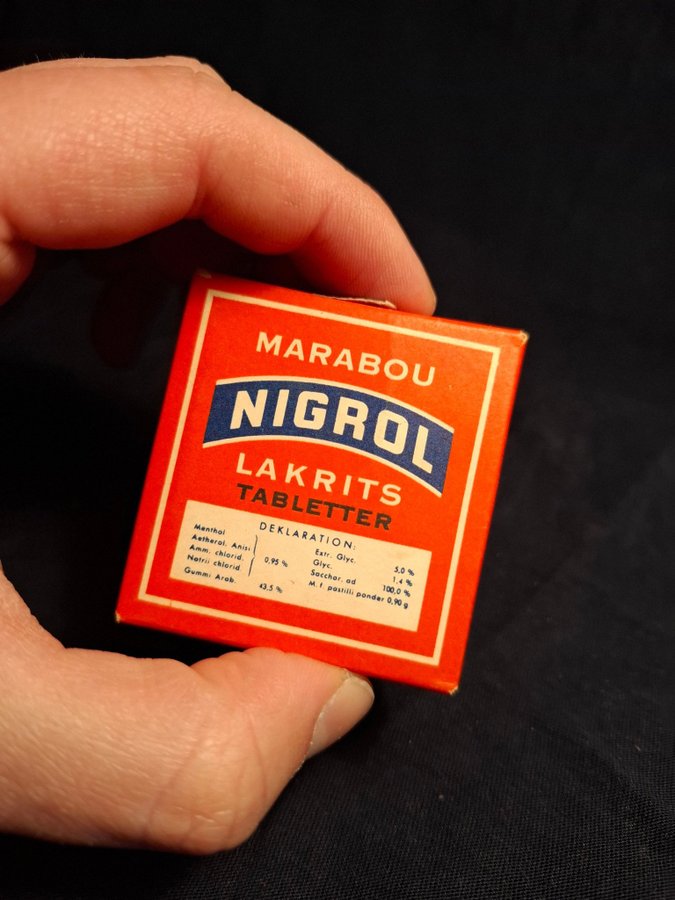 MARABOU
NIGROL
LAKRITS
TABLETTER
DEKLARATION:
Menthol
Aetherol. Anisi
Amm. chlorid.
Natrii chlorid.
0,95 %
Gummi Arab. 43,5 %
Extr. Glyc. 5,0 %
Glyc. 1,4 %
Sacchar. ad 100,0 %
M. f. pastilli ponder 0,90 g